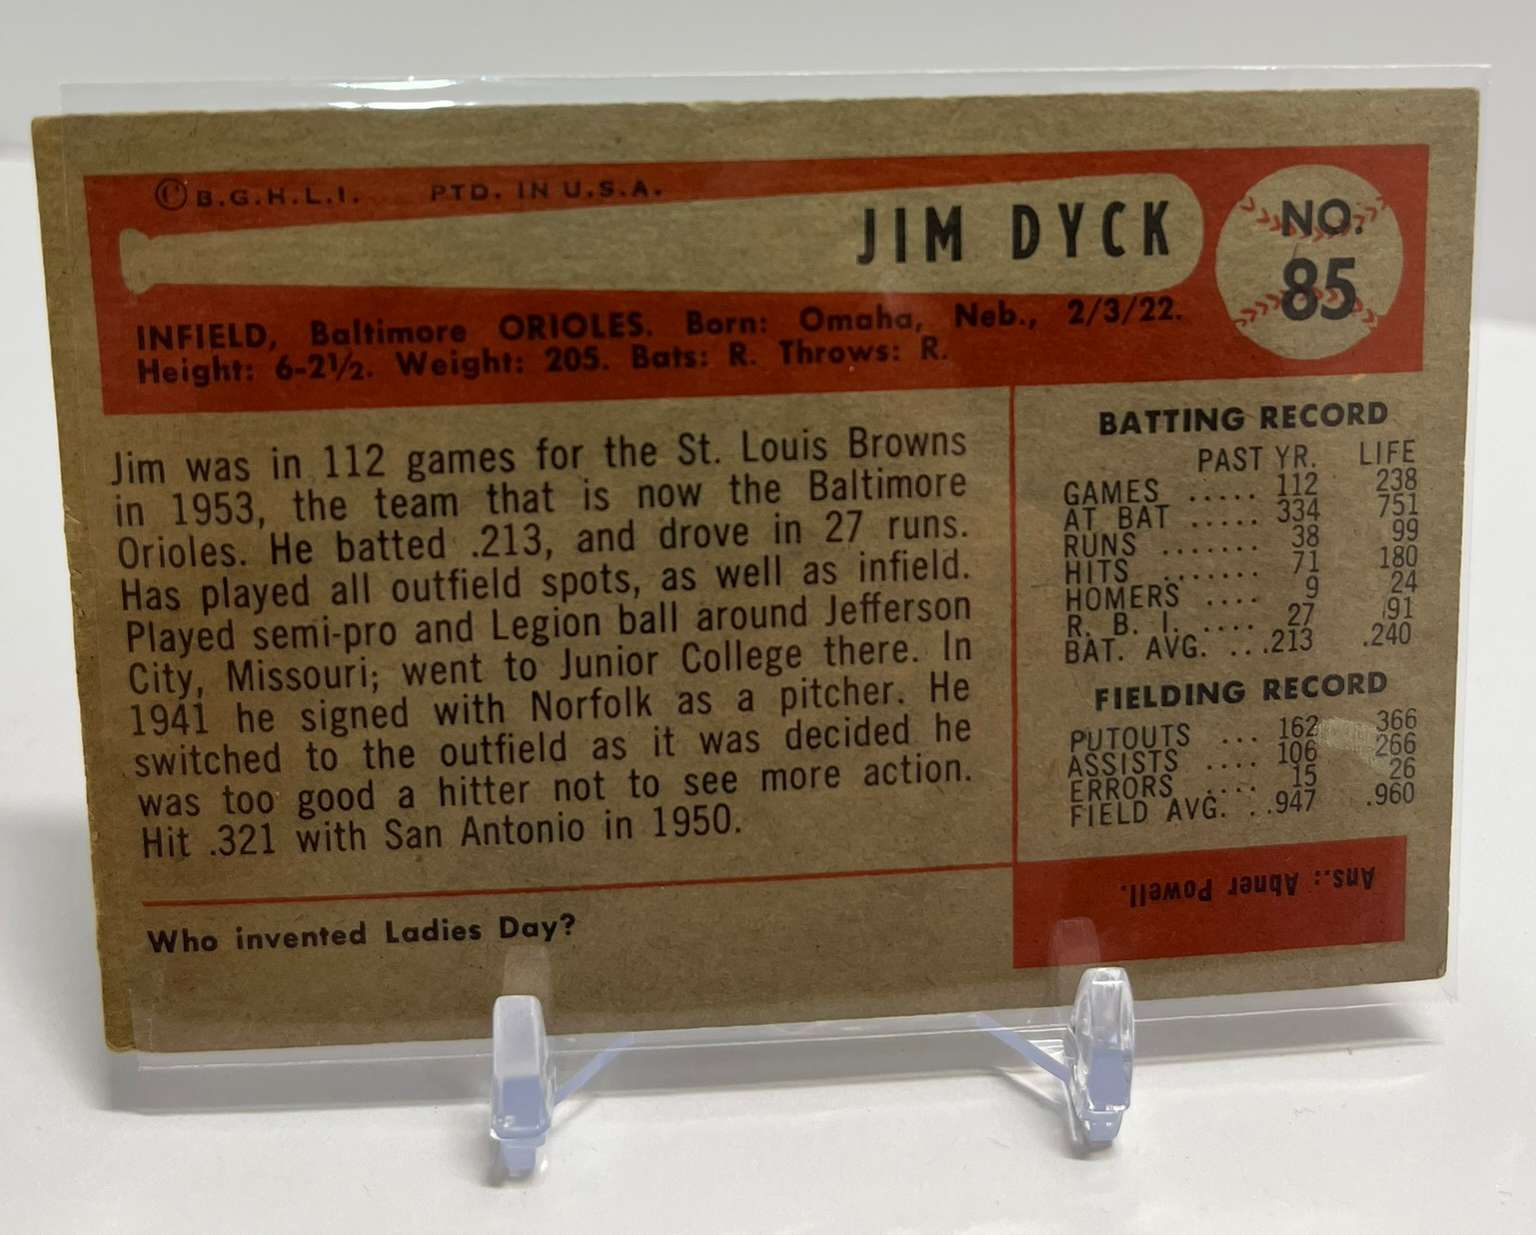 © B.G.H.L.I. PTD. IN U.S.A.
JIM DYCK
NO.
85
INFIELD, Baltimore ORIOLES. Born: Omaha, Neb., 2/3/22.
Height: 6-2½. Weight: 205. Bats: R. Throws: R.
Jim was in 112 games for the St. Louis Browns
in 1953, the team that is now the Baltimore
Orioles. He batted .213, and drove in 27 runs.
Has played all outfield spots, as well as infield.
Played semi-pro and Legion ball around Jefferson
City, Missouri; went to Junior College there. In
1941 he signed with Norfolk as a pitcher. He
switched to the outfield as it was decided he
was too good a hitter not to see more action.
Hit .321 with San Antonio in 1950.
Who invented Ladies Day?
BATTING RECORD
PAST YR. LIFE
GAMES ..... 112 238
AT BAT ..... 334 751
RUNS ....... 38 99
HITS ....... 71 180
HOMERS .... 9 24
R. B. I. .... 27 91
BAT. AVG. ...213 .240
FIELDING RECORD
PUTOUTS ... 162 366
ASSISTS .... 106 266
ERRORS .... 15 26
FIELD AVG. ..947 .960
Ans.: Abner Powell.